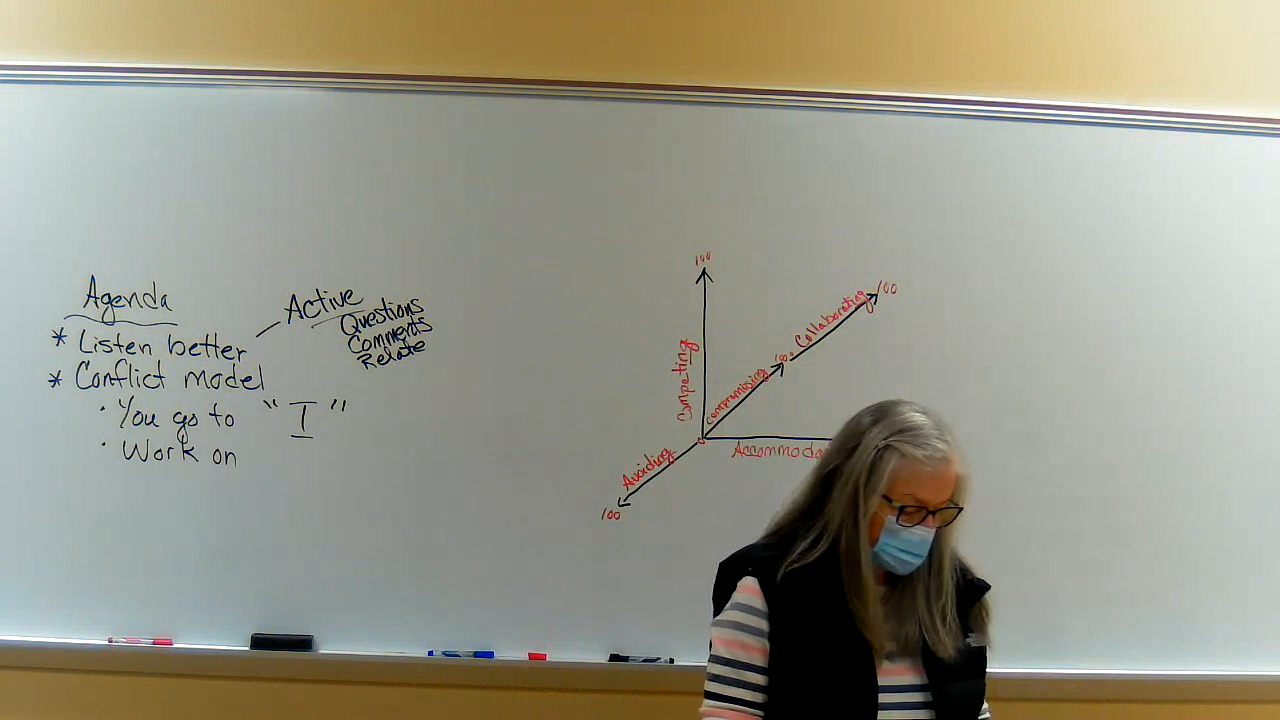 Agenda
* Listen better
* Conflict model
· You go to "I"
· Work on
Active
Questions
Comments
Relate
100
Competing
100
Collaborating
Compromising
Accommoda
Avoiding
100